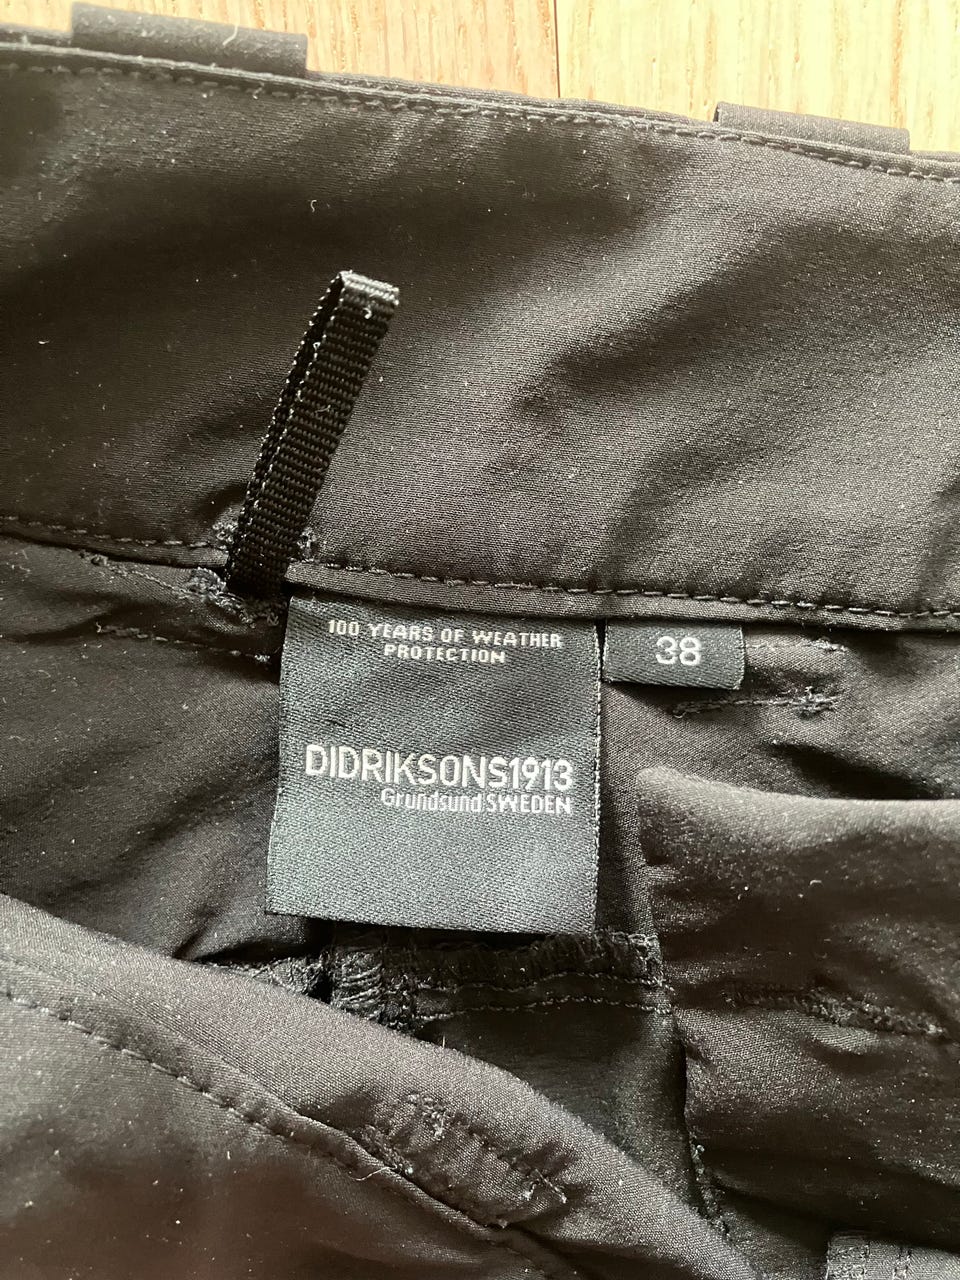 100 YEARS OF WEATHER
PROTECTION
38
DIDRIKSONS1913
Grundsund SWEDEN